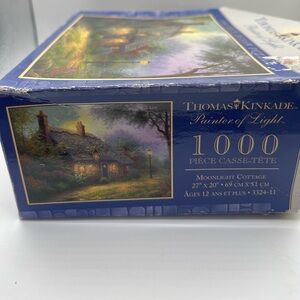 THOMAS KINKADE
Painter of Light
1000
PIÈCE CASSE-TÊTE
MOONLIGHT COTTAGE
27" x 20" • 69 CM X 51 CM
AGES 12 ANS ET PLUS • 3324-11